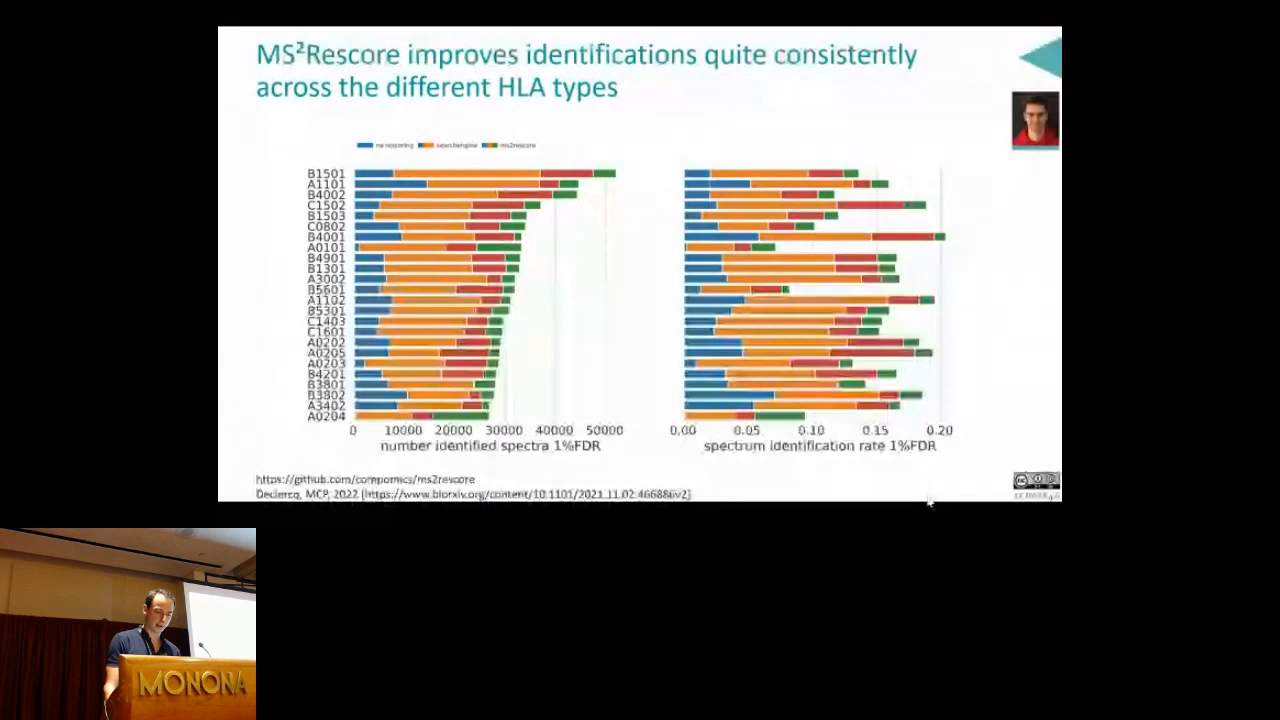 MS²Rescore improves identifications quite consistently
across the different HLA types
no rescoring searchengine ms2rescore
B1501
A1101
B4002
C1502
B1503
C0802
B4001
A0101
B4901
B1301
A3002
B5601
A1102
B5301
C1403
C1601
A0202
A0205
A0203
B4201
B3801
B3802
A3402
A0204
0 10000 20000 30000 40000 50000
number identified spectra 1%FDR
0.00 0.05 0.10 0.15 0.20
spectrum identification rate 1%FDR
https://github.com/compomics/ms2rescore
Declercq, MCP, 2022 [https://www.biorxiv.org/content/10.1101/2021.11.02.466886v2]
MONONA